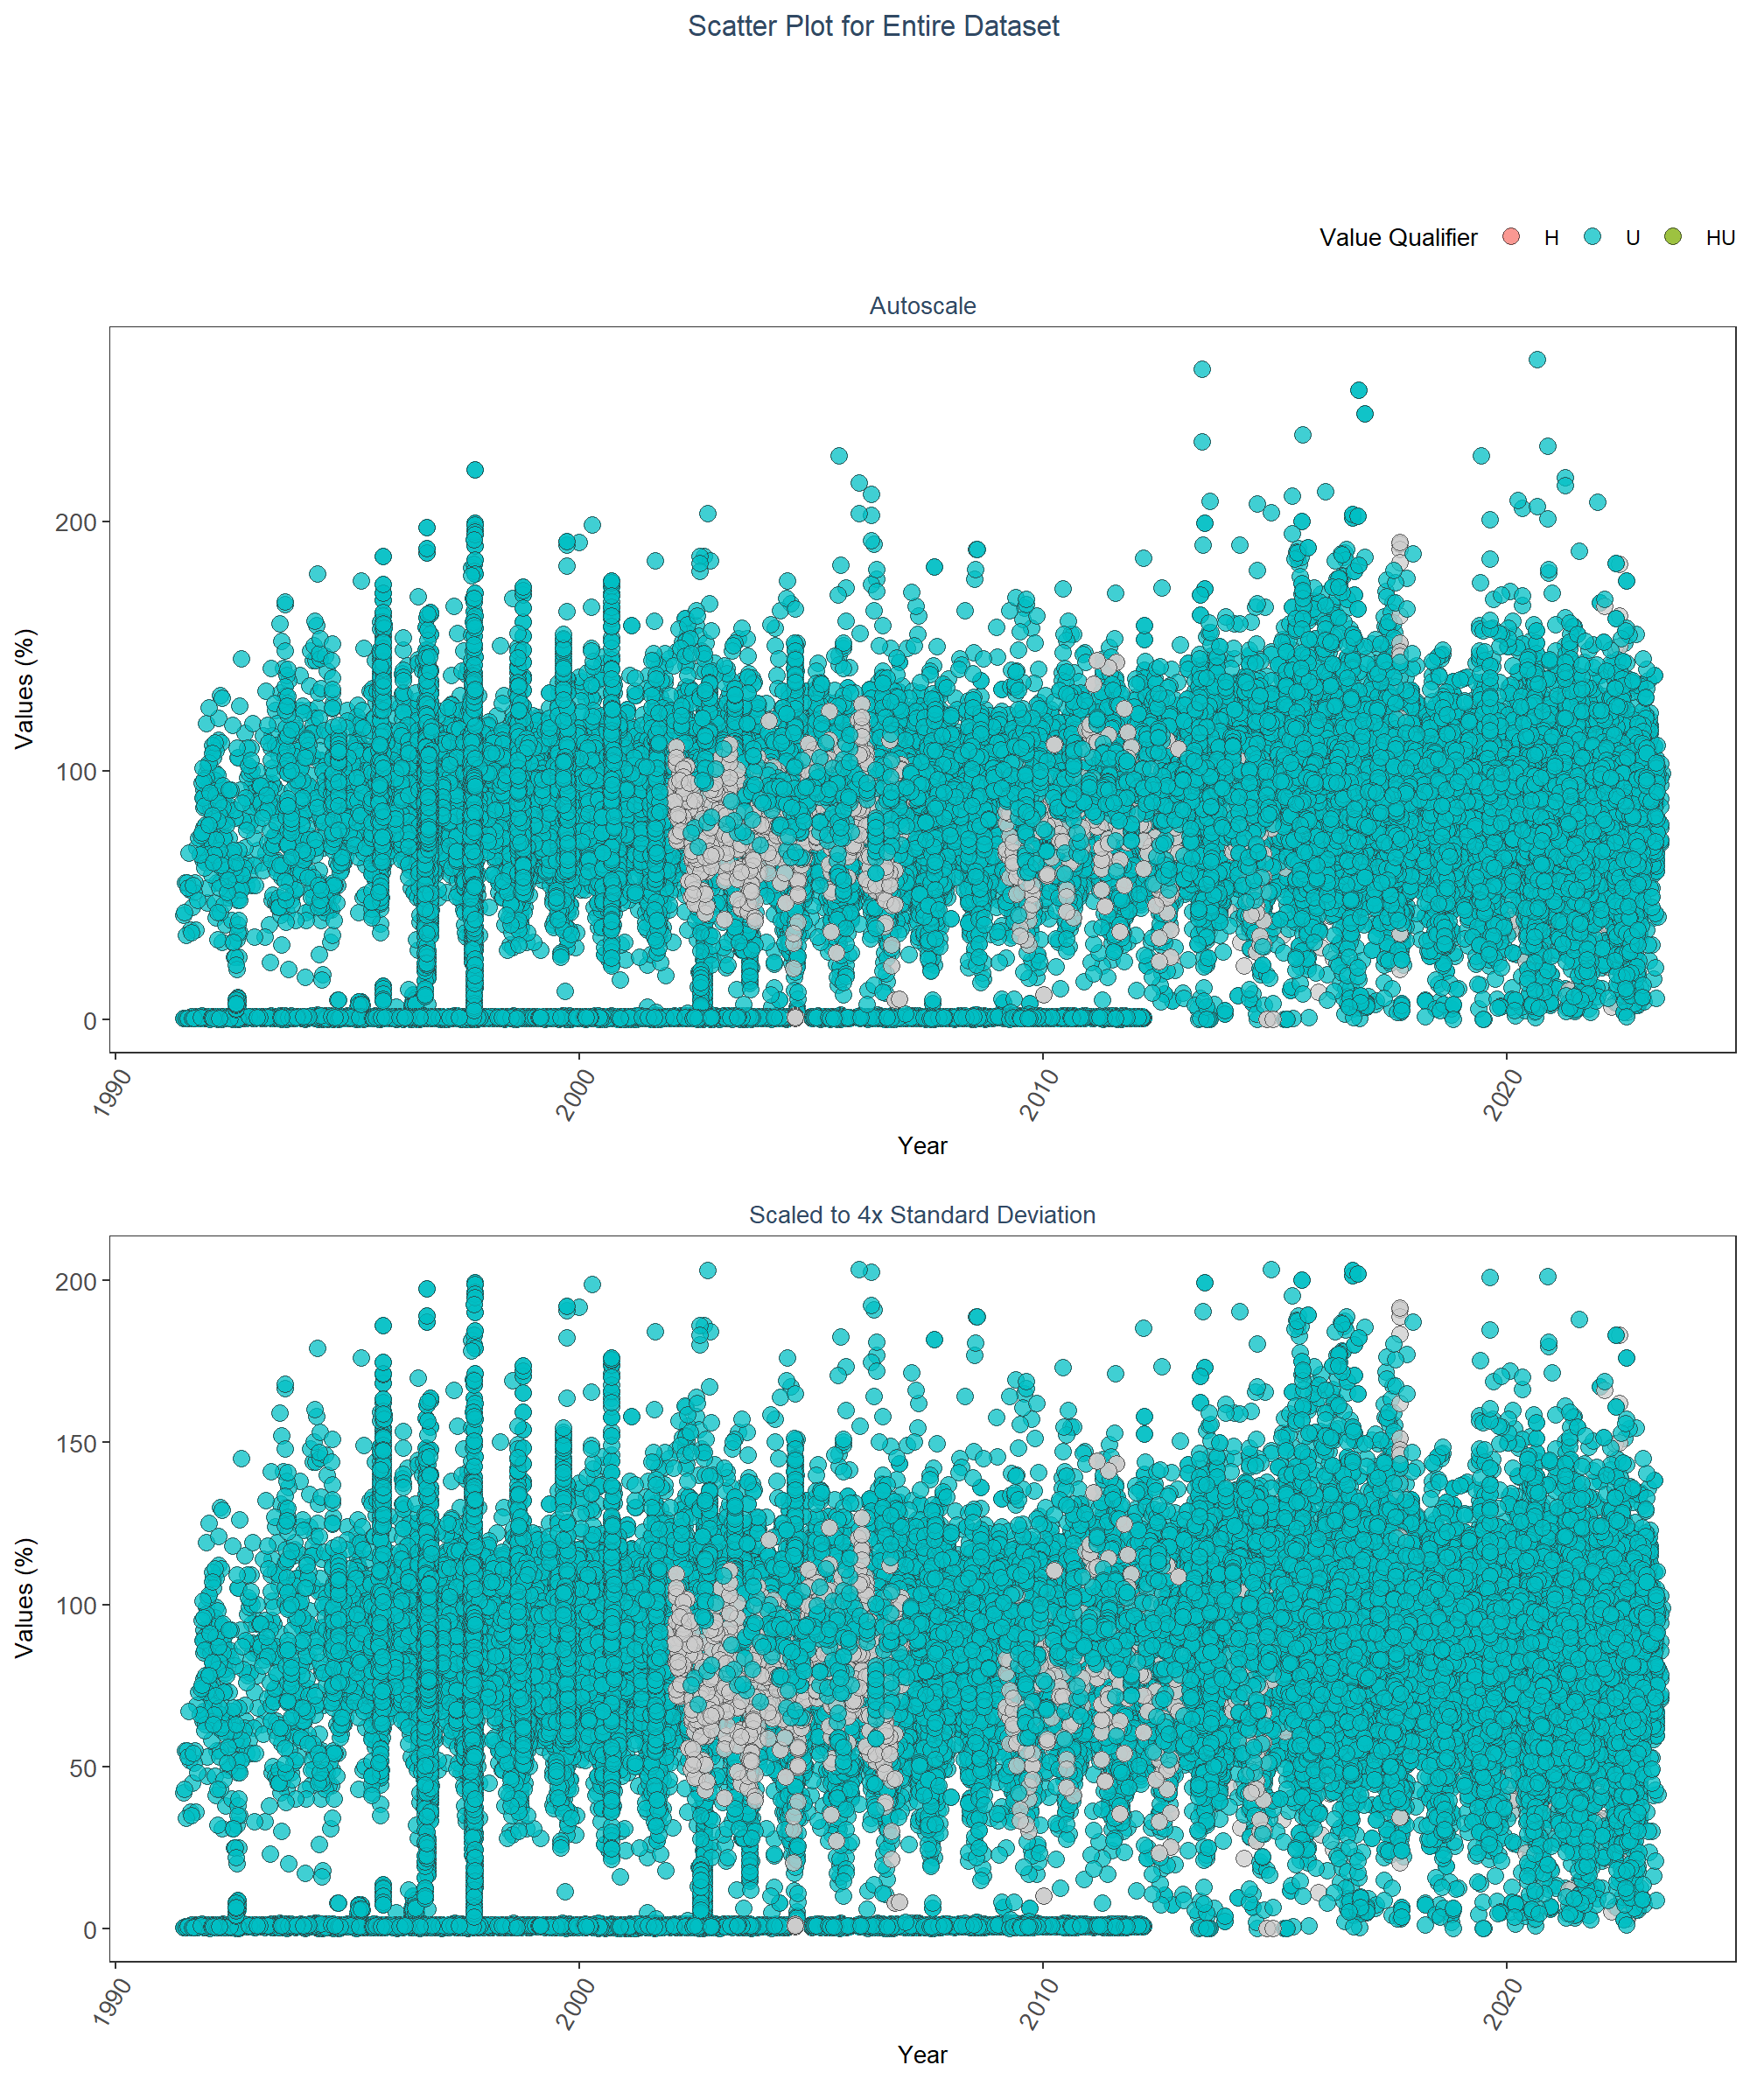 Scatter Plot for Entire Dataset
Value Qualifier H U HU
Autoscale
Values (%)
200
100
0
1990 2000 2010 2020
Year
Scaled to 4x Standard Deviation
Values (%)
200
150
100
50
0
1990 2000 2010 2020
Year